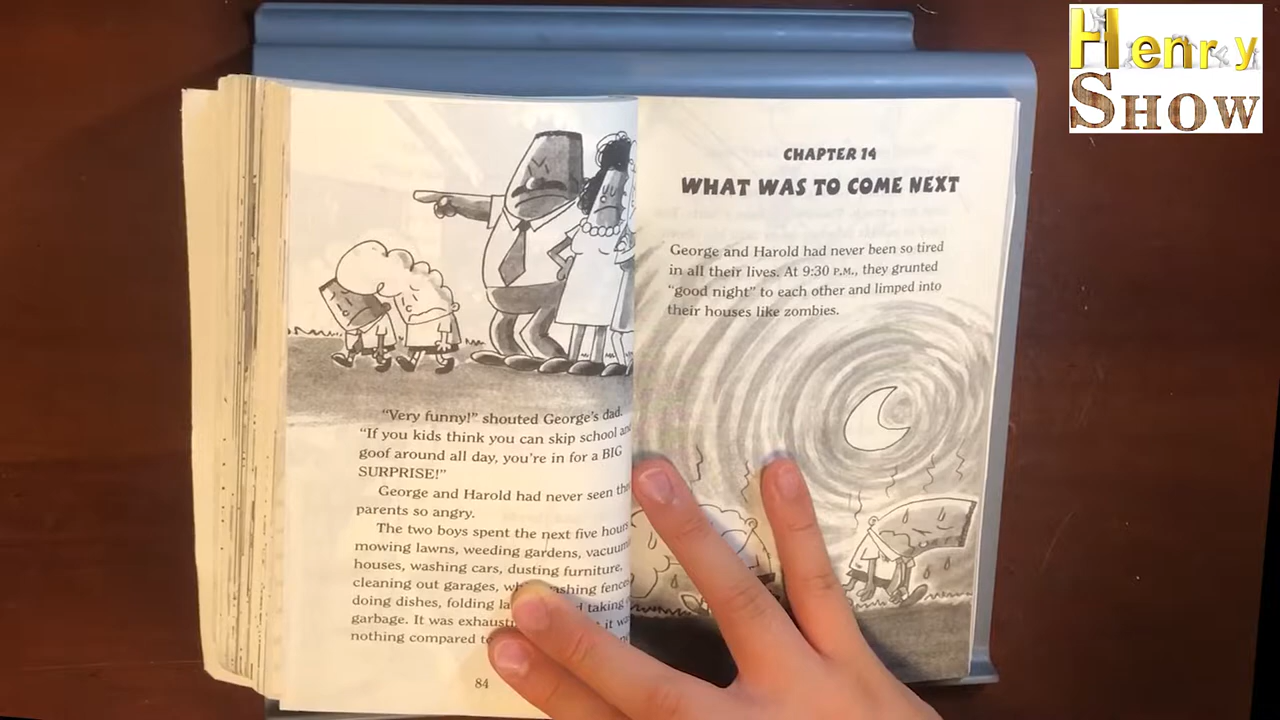 Henry
SHOW
"Very funny!" shouted George's dad.
"If you kids think you can skip school
goof around all day, you're in for a BIG
SURPRISE!"
George and Harold had never seen
parents so angry.
The two boys spent the next five hours
mowing lawns, weeding gardens,
houses, washing cars, dusting furniture,
cleaning out garages,
doing dishes, folding taking
garbage. It was it
nothing compared
84
CHAPTER 14
WHAT WAS TO COME NEXT
George and Harold had never been so tired
in all their lives. At 9:30 P.M., they grunted
"good night" to each other and limped into
their houses like zombies.